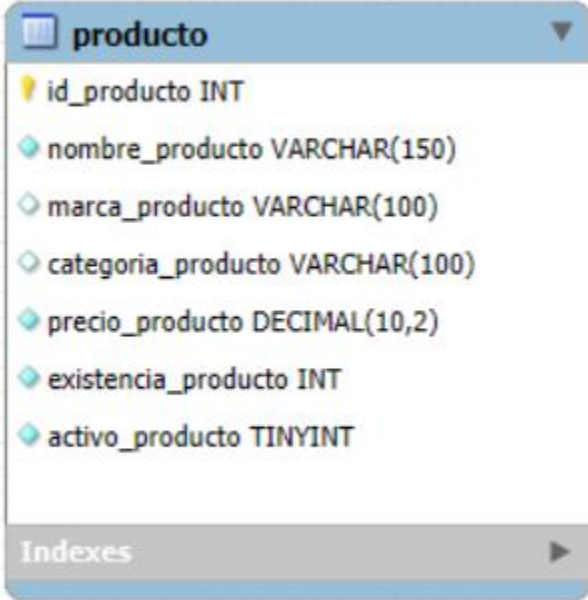 producto
id_producto INT
nombre_producto VARCHAR(150)
marca_producto VARCHAR(100)
categoria_producto VARCHAR(100)
precio_producto DECIMAL(10,2)
existencia_producto INT
activo_producto TINYINT
Indexes